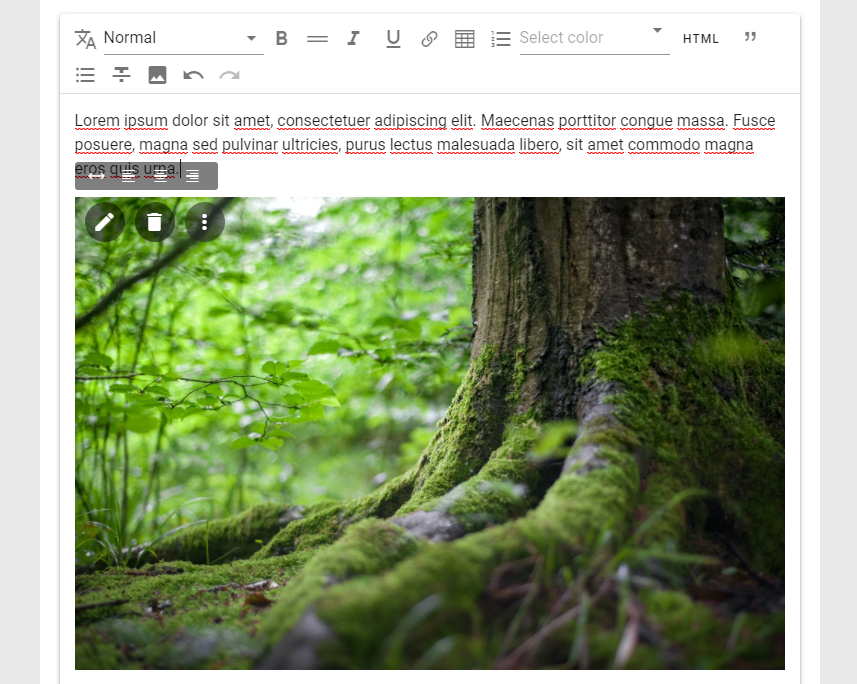 Normal
B
I
U
Select color
HTML
Lorem ipsum dolor sit amet, consectetuer adipiscing elit. Maecenas porttitor congue massa. Fusce
posuere, magna sed pulvinar ultricies, purus lectus malesuada libero, sit amet commodo magna
eros quis urna.